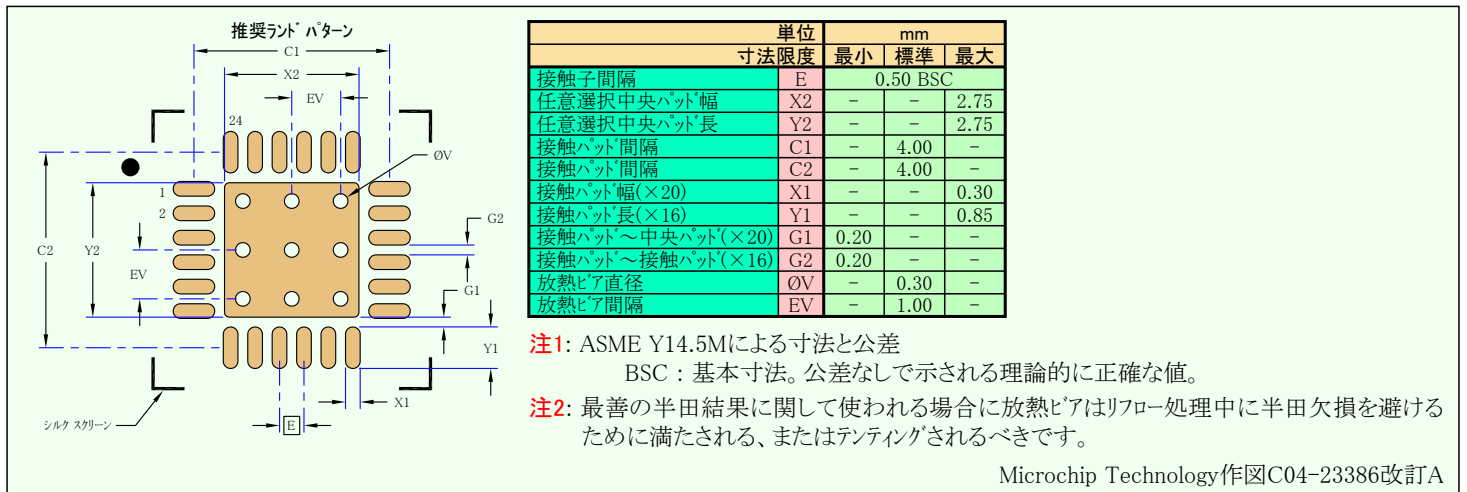 推奨ランド パターン
C1
X2
EV
24
ØV
1
2
G2
C2
Y2
EV
G1
Y1
X1
E
シルク スクリーン
単位 mm
寸法限度 最小 標準 最大
接触子間隔 E 0.50 BSC
任意選択中央パッド幅 X2 - - 2.75
任意選択中央パッド長 Y2 - - 2.75
接触パッド間隔 C1 - 4.00 -
接触パッド間隔 C2 - 4.00 -
接触パッド幅(×20) X1 - - 0.30
接触パッド長(×16) Y1 - - 0.85
接触パッド～中央パッド(×20) G1 0.20 - -
接触パッド～接触パッド(×16) G2 0.20 - -
放熱ビア直径 ØV - 0.30 -
放熱ビア間隔 EV - 1.00 -
注1: ASME Y14.5Mによる寸法と公差
BSC : 基本寸法。公差なしで示される理論的に正確な値。
注2: 最善の半田結果に関して使われる場合に放熱ビアはリフロー処理中に半田欠損を避ける
ために満たされる、またはテンティングされるべきです。
Microchip Technology作図C04-23386改訂A